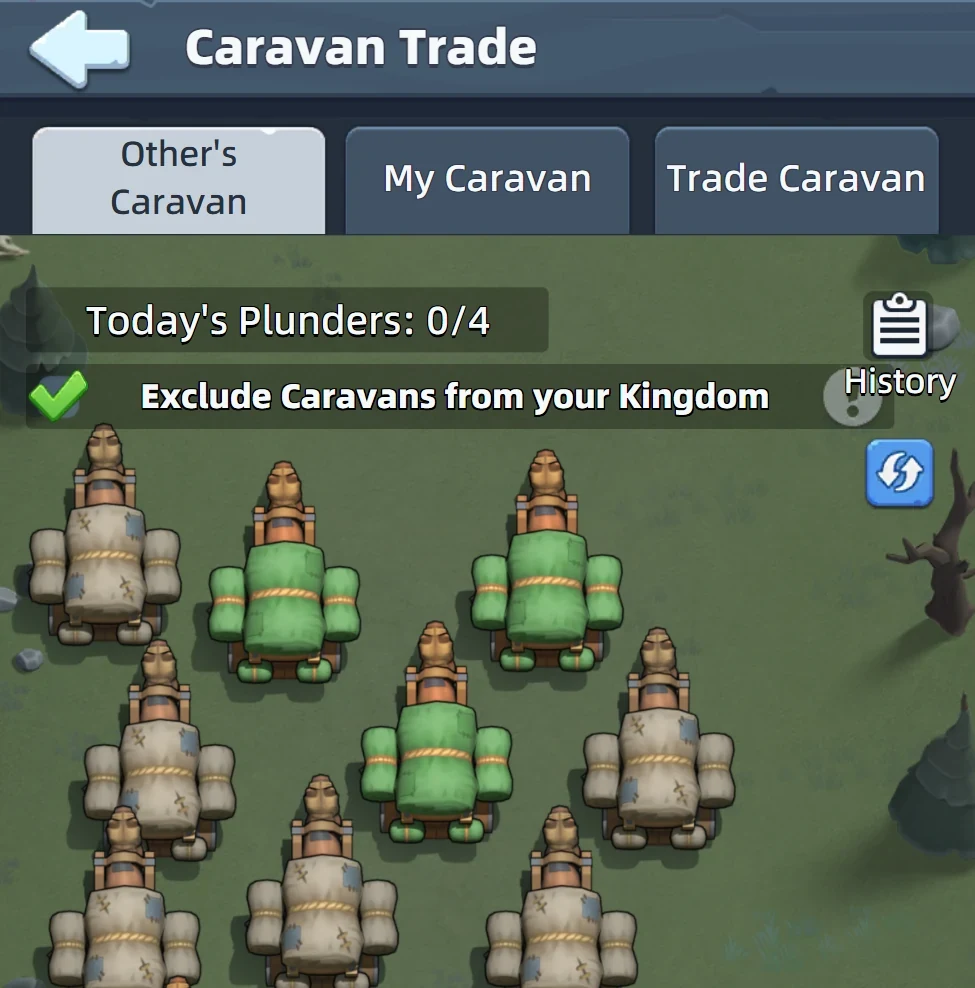 Caravan Trade
Other's
Caravan
My Caravan
Trade Caravan
Today's Plunders: 0/4
Exclude Caravans from your Kingdom
History